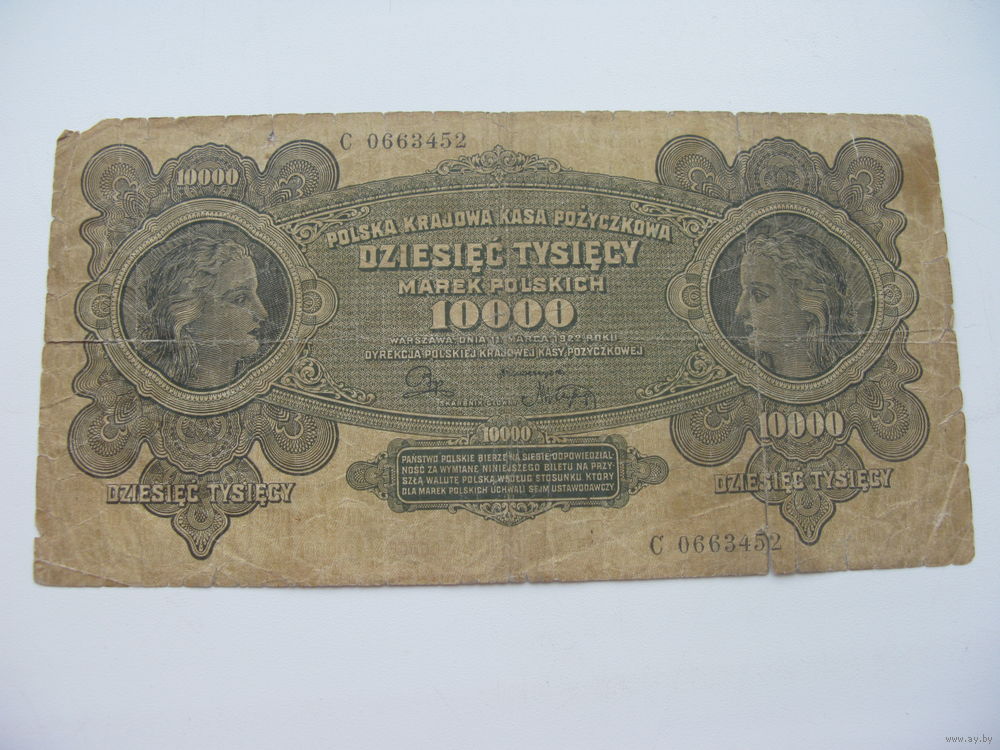 C 0663452
10000
POLSKA KRAJOWA KASA POŻYCZKOWA
DZIESIĘĆ TYSIĘCY
MAREK POLSKICH
10000
WARSZAWA, DNIA 11 MARCA 1922 ROKU
DYREKCJA POLSKIEJ KRAJOWEJ KASY POŻYCZKOWEJ
10000
10000
PAŃSTWO POLSKIE BIERZE NA SIEBIE ODPOWIEDZIAL-
NOŚĆ ZA WYMIANĘ NINIEJSZEGO BILETU NA PRZY-
SZŁĄ WALUTĘ POLSKĄ WEDŁUG STOSUNKU, KTÓRY
DLA MAREK POLSKICH UCHWALI SEJM USTAWODAWCZY.
DZIESIĘĆ TYSIĘCY
DZIESIĘĆ TYSIĘCY
C 0663452
www.ay.by